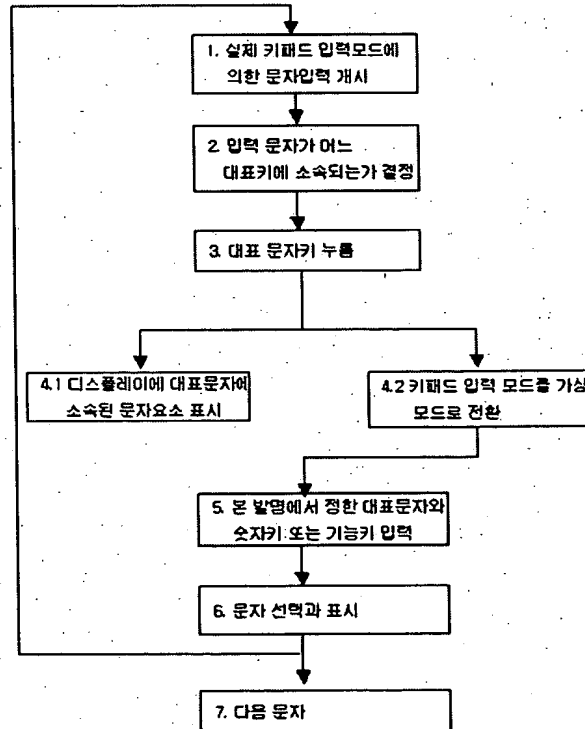 1. 실제 키패드 입력모드에
의한 문자입력 개시
2. 입력 문자가 어느
대표키에 소속되는가 결정
3. 대표 문자키 누름
4.1 디스플레이에 대표문자에
소속된 문자요소 표시
4.2 키패드 입력 모드를 가상
모드로 전환
5. 본 발명에서 정한 대표문자와
숫자키 또는 기능키 입력
6. 문자 선택과 표시
7. 다음 문자